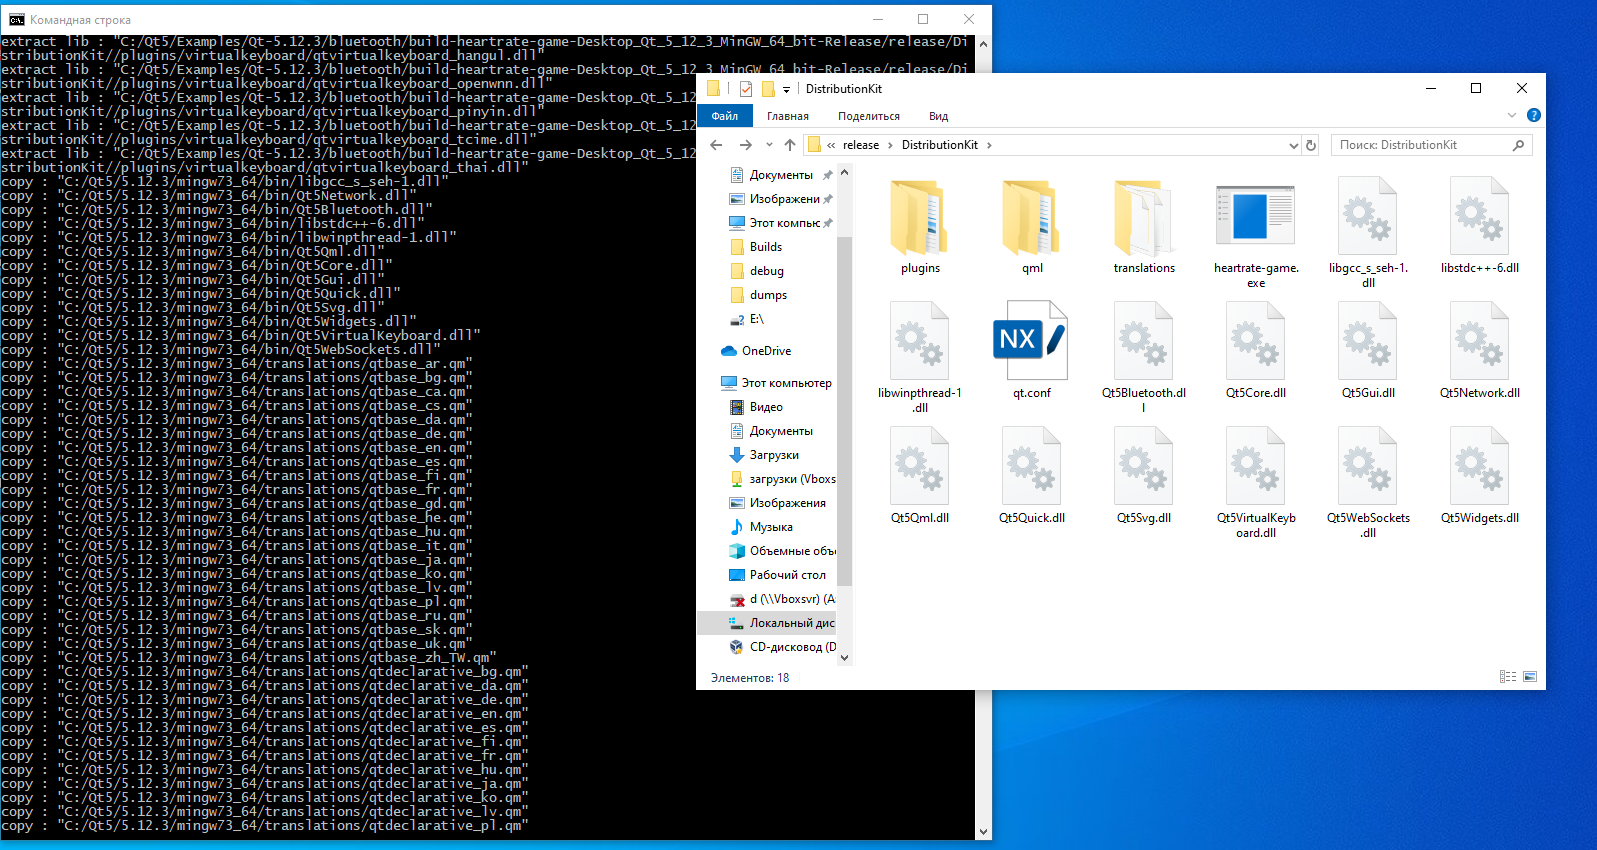 Командная строка
extract lib : "C:/Qt5/Examples/Qt-5.12.3/bluetooth/build-heartrate-game-Desktop_Qt_5_12_3_MinGW_64_bit-Release/release/Di
stributionKit//plugins/virtualkeyboard/qtvirtualkeyboard_hangul.dll"
extract lib : "C:/Qt5/Examples/Qt-5.12.3/bluetooth/build-heartrate-game-Desktop_Qt_5_12_3_MinGW_64_bit-Release/release/Di
stributionKit//plugins/virtualkeyboard/qtvirtualkeyboard_openwnn.dll"
extract lib : "C:/Qt5/Examples/Qt-5.12.3/bluetooth/build-heartrate-game-Desktop_Qt_5_12
stributionKit//plugins/virtualkeyboard/qtvirtualkeyboard_pinyin.dll"
extract lib : "C:/Qt5/Examples/Qt-5.12.3/bluetooth/build-heartrate-game-Desktop_Qt_5_12
stributionKit//plugins/virtualkeyboard/qtvirtualkeyboard_tcime.dll"
extract lib : "C:/Qt5/Examples/Qt-5.12.3/bluetooth/build-heartrate-game-Desktop_Qt_5_12
stributionKit//plugins/virtualkeyboard/qtvirtualkeyboard_thai.dll"
copy : "C:/Qt5/5.12.3/mingw73_64/bin/libgcc_s_seh-1.dll"
copy : "C:/Qt5/5.12.3/mingw73_64/bin/Qt5Network.dll"
copy : "C:/Qt5/5.12.3/mingw73_64/bin/Qt5Bluetooth.dll"
copy : "C:/Qt5/5.12.3/mingw73_64/bin/libstdc++-6.dll"
copy : "C:/Qt5/5.12.3/mingw73_64/bin/libwinpthread-1.dll"
copy : "C:/Qt5/5.12.3/mingw73_64/bin/Qt5Qml.dll"
copy : "C:/Qt5/5.12.3/mingw73_64/bin/Qt5Core.dll"
copy : "C:/Qt5/5.12.3/mingw73_64/bin/Qt5Gui.dll"
copy : "C:/Qt5/5.12.3/mingw73_64/bin/Qt5Quick.dll"
copy : "C:/Qt5/5.12.3/mingw73_64/bin/Qt5Svg.dll"
copy : "C:/Qt5/5.12.3/mingw73_64/bin/Qt5Widgets.dll"
copy : "C:/Qt5/5.12.3/mingw73_64/bin/Qt5VirtualKeyboard.dll"
copy : "C:/Qt5/5.12.3/mingw73_64/bin/Qt5WebSockets.dll"
copy : "C:/Qt5/5.12.3/mingw73_64/translations/qtbase_ar.qm"
copy : "C:/Qt5/5.12.3/mingw73_64/translations/qtbase_bg.qm"
copy : "C:/Qt5/5.12.3/mingw73_64/translations/qtbase_ca.qm"
copy : "C:/Qt5/5.12.3/mingw73_64/translations/qtbase_cs.qm"
copy : "C:/Qt5/5.12.3/mingw73_64/translations/qtbase_da.qm"
copy : "C:/Qt5/5.12.3/mingw73_64/translations/qtbase_de.qm"
copy : "C:/Qt5/5.12.3/mingw73_64/translations/qtbase_en.qm"
copy : "C:/Qt5/5.12.3/mingw73_64/translations/qtbase_es.qm"
copy : "C:/Qt5/5.12.3/mingw73_64/translations/qtbase_fi.qm"
copy : "C:/Qt5/5.12.3/mingw73_64/translations/qtbase_fr.qm"
copy : "C:/Qt5/5.12.3/mingw73_64/translations/qtbase_gd.qm"
copy : "C:/Qt5/5.12.3/mingw73_64/translations/qtbase_he.qm"
copy : "C:/Qt5/5.12.3/mingw73_64/translations/qtbase_hu.qm"
copy : "C:/Qt5/5.12.3/mingw73_64/translations/qtbase_it.qm"
copy : "C:/Qt5/5.12.3/mingw73_64/translations/qtbase_ja.qm"
copy : "C:/Qt5/5.12.3/mingw73_64/translations/qtbase_ko.qm"
copy : "C:/Qt5/5.12.3/mingw73_64/translations/qtbase_lv.qm"
copy : "C:/Qt5/5.12.3/mingw73_64/translations/qtbase_pl.qm"
copy : "C:/Qt5/5.12.3/mingw73_64/translations/qtbase_ru.qm"
copy : "C:/Qt5/5.12.3/mingw73_64/translations/qtbase_sk.qm"
copy : "C:/Qt5/5.12.3/mingw73_64/translations/qtbase_uk.qm"
copy : "C:/Qt5/5.12.3/mingw73_64/translations/qtbase_zh_TW.qm"
copy : "C:/Qt5/5.12.3/mingw73_64/translations/qtdeclarative_bg.qm"
copy : "C:/Qt5/5.12.3/mingw73_64/translations/qtdeclarative_da.qm"
copy : "C:/Qt5/5.12.3/mingw73_64/translations/qtdeclarative_de.qm"
copy : "C:/Qt5/5.12.3/mingw73_64/translations/qtdeclarative_en.qm"
copy : "C:/Qt5/5.12.3/mingw73_64/translations/qtdeclarative_es.qm"
copy : "C:/Qt5/5.12.3/mingw73_64/translations/qtdeclarative_fi.qm"
copy : "C:/Qt5/5.12.3/mingw73_64/translations/qtdeclarative_fr.qm"
copy : "C:/Qt5/5.12.3/mingw73_64/translations/qtdeclarative_hu.qm"
copy : "C:/Qt5/5.12.3/mingw73_64/translations/qtdeclarative_ja.qm"
copy : "C:/Qt5/5.12.3/mingw73_64/translations/qtdeclarative_ko.qm"
copy : "C:/Qt5/5.12.3/mingw73_64/translations/qtdeclarative_lv.qm"
copy : "C:/Qt5/5.12.3/mingw73_64/translations/qtdeclarative_pl.qm"
DistributionKit
Файл Главная Поделиться Вид
« release › DistributionKit ›
Поиск: DistributionKit
Документы
Изображени
Этот компьк
Builds
debug
dumps
E:\
OneDrive
Этот компьютер
Видео
Документы
Загрузки
загрузки (Vboxs
Изображения
Музыка
Объемные объ
Рабочий стол
d (\\Vboxsvr) (A:
Локальный дис
CD-дисковод (D
plugins
qml
translations
heartrate-game.
exe
libgcc_s_seh-1.
dll
libstdc++-6.dll
libwinpthread-1
.dll
NX
qt.conf
Qt5Bluetooth.dl
l
Qt5Core.dll
Qt5Gui.dll
Qt5Network.dll
Qt5Qml.dll
Qt5Quick.dll
Qt5Svg.dll
Qt5VirtualKeyb
oard.dll
Qt5WebSockets
.dll
Qt5Widgets.dll
Элементов: 18